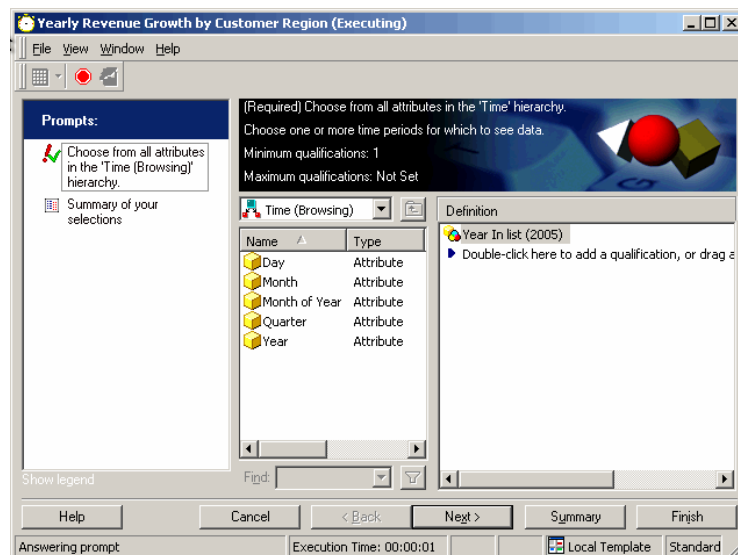 Yearly Revenue Growth by Customer Region (Executing)
File View Window Help
Prompts:
Choose from all attributes
in the 'Time (Browsing)'
hierarchy.
Summary of your
selections
Show legend
(Required) Choose from all attributes in the 'Time' hierarchy.
Choose one or more time periods for which to see data.
Minimum qualifications: 1
Maximum qualifications: Not Set
Time (Browsing)
Name Type
Day Attribute
Month Attribute
Month of Year Attribute
Quarter Attribute
Year Attribute
Find:
Definition
Year In list (2005)
Double-click here to add a qualification, or drag a
Help Cancel < Back Next > Summary Finish
Answering prompt Execution Time: 00:00:01 Local Template Standard